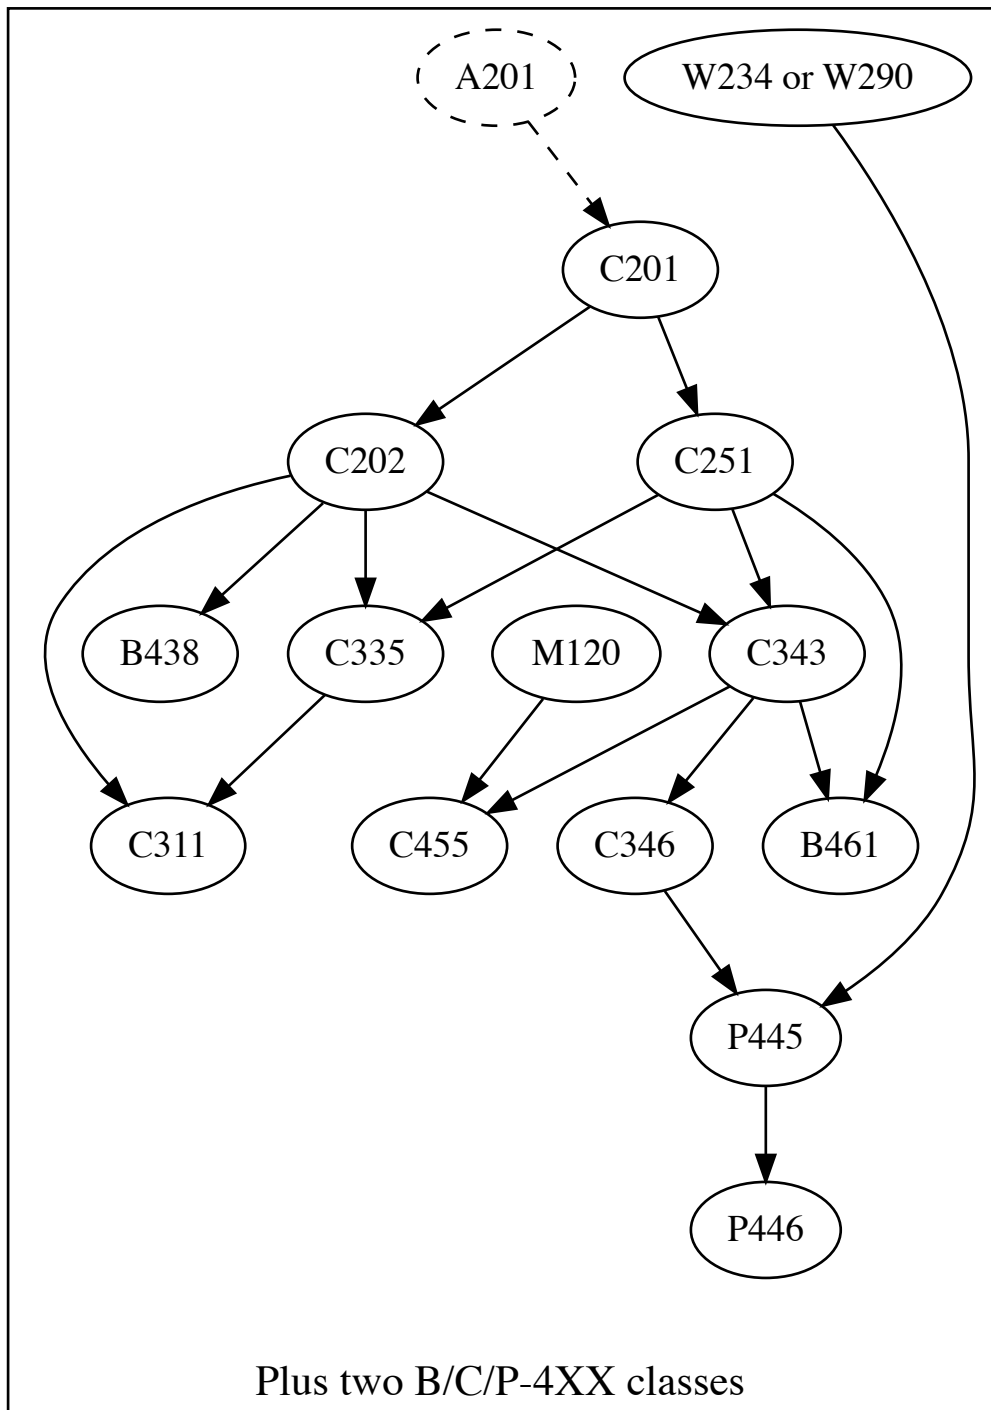 A201
W234 or W290
C201
C202
C251
B438
C335
M120
C343
C311
C455
C346
B461
P445
P446
Plus two B/C/P-4XX classes